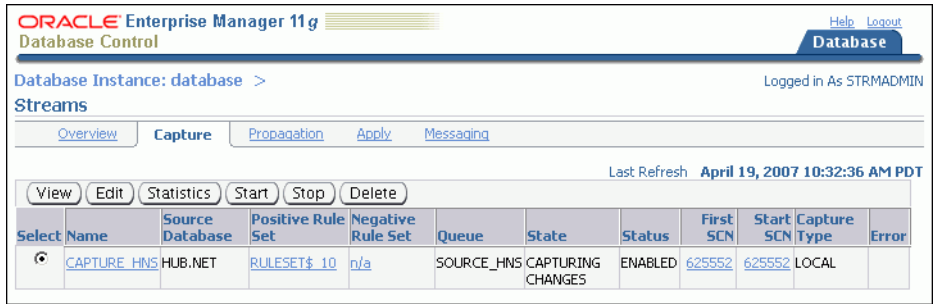 ORACLE Enterprise Manager 11g
Database Control
Help Logout
Database
Database Instance: database >
Logged in As STRMADMIN
Streams
Overview Capture Propagation Apply Messaging
Last Refresh April 19, 2007 10:32:36 AM PDT
View Edit Statistics Start Stop Delete
Select Name Source Database Positive Rule Set Negative Rule Set Queue State Status First SCN Start SCN Capture Type Error
CAPTURE_HNS HUB.NET RULESET$_10 n/a SOURCE_HNS CAPTURING CHANGES ENABLED 625552 625552 LOCAL